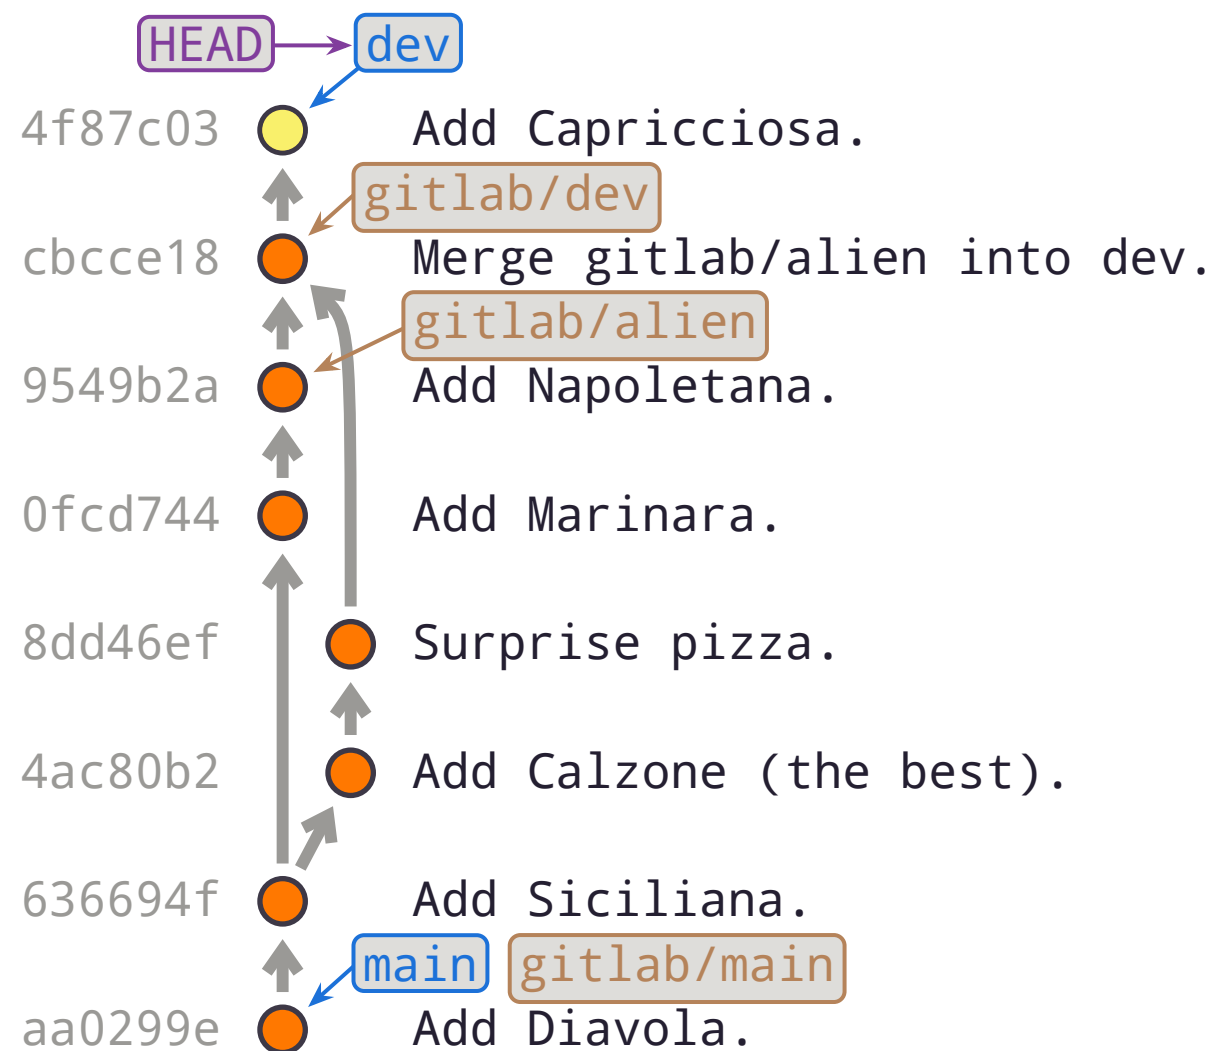 HEAD dev
4f87c03 Add Capricciosa.
gitlab/dev
cbcce18 Merge gitlab/alien into dev.
gitlab/alien
9549b2a Add Napoletana.
0fcd744 Add Marinara.
8dd46ef Surprise pizza.
4ac80b2 Add Calzone (the best).
636694f Add Siciliana.
main gitlab/main
aa0299e Add Diavola.